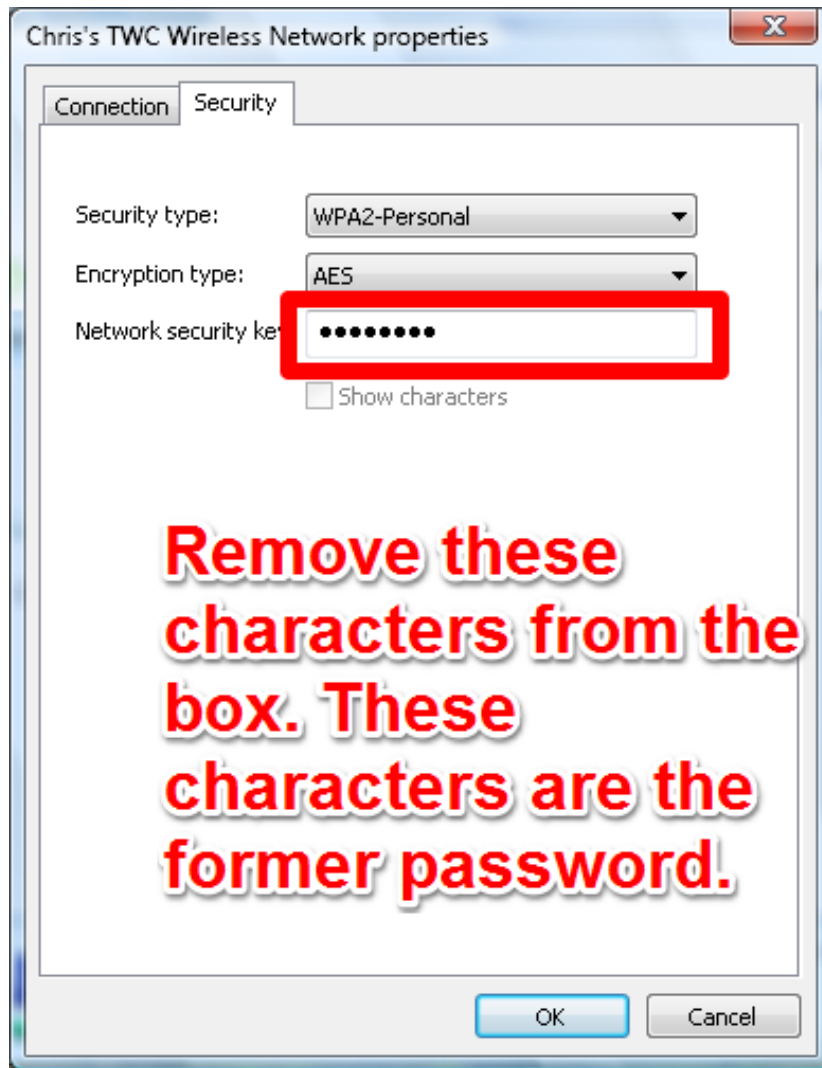 Chris's TWC Wireless Network properties
Connection
Security
Security type:
WPA2-Personal
Encryption type:
AES
Network security ke
••••••••
Show characters
Remove these
characters from the
box. These
characters are the
former password.
OK
Cancel